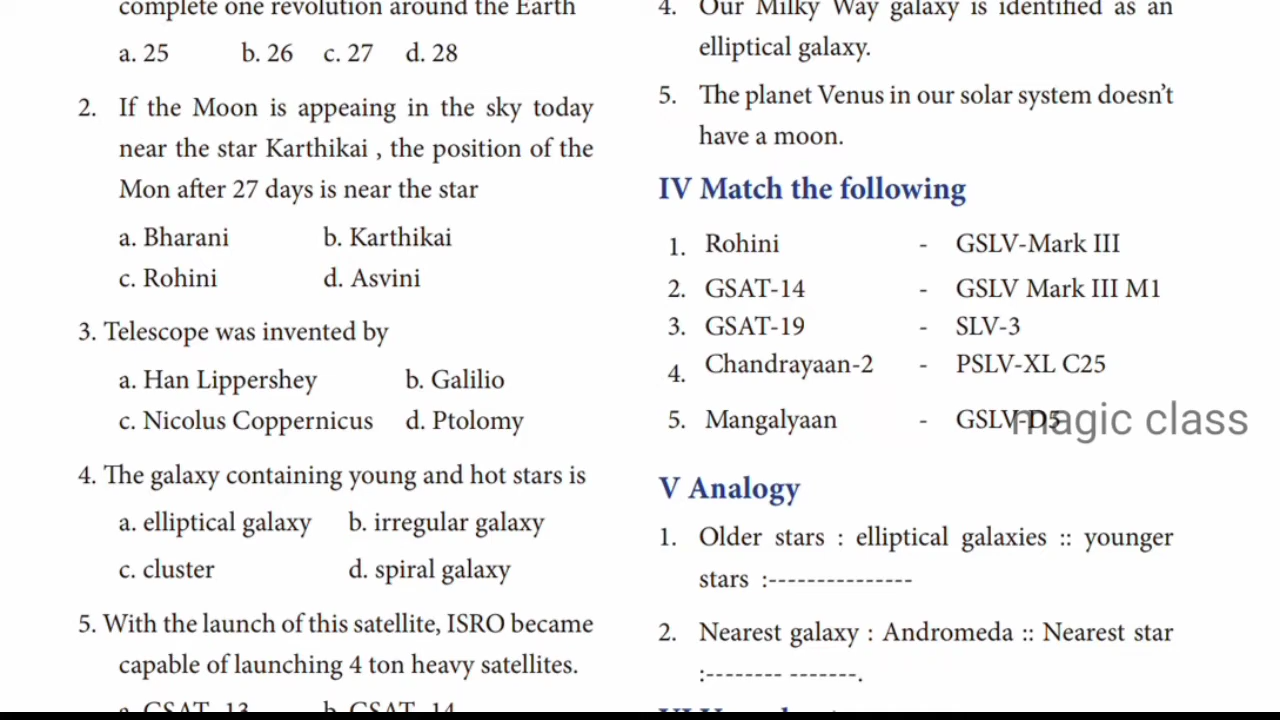 complete one revolution around the Earth
a. 25 b. 26 c. 27 d. 28
2. If the Moon is appeaing in the sky today
near the star Karthikai , the position of the
Mon after 27 days is near the star
a. Bharani b. Karthikai
c. Rohini d. Asvini
3. Telescope was invented by
a. Han Lippershey b. Galilio
c. Nicolus Coppernicus d. Ptolomy
4. The galaxy containing young and hot stars is
a. elliptical galaxy b. irregular galaxy
c. cluster d. spiral galaxy
5. With the launch of this satellite, ISRO became
capable of launching 4 ton heavy satellites.
a. GSAT - 13 b. GSAT - 14
4. Our Milky Way galaxy is identified as an
elliptical galaxy.
5. The planet Venus in our solar system doesn't
have a moon.
IV Match the following
1. Rohini - GSLV-Mark III
2. GSAT-14 - GSLV Mark III M1
3. GSAT-19 - SLV-3
4. Chandrayaan-2 - PSLV-XL C25
5. Mangalyaan - GSLV-D5
magic class
V Analogy
1. Older stars : elliptical galaxies :: younger
stars :---------------
2. Nearest galaxy : Andromeda :: Nearest star
:-------- -------.